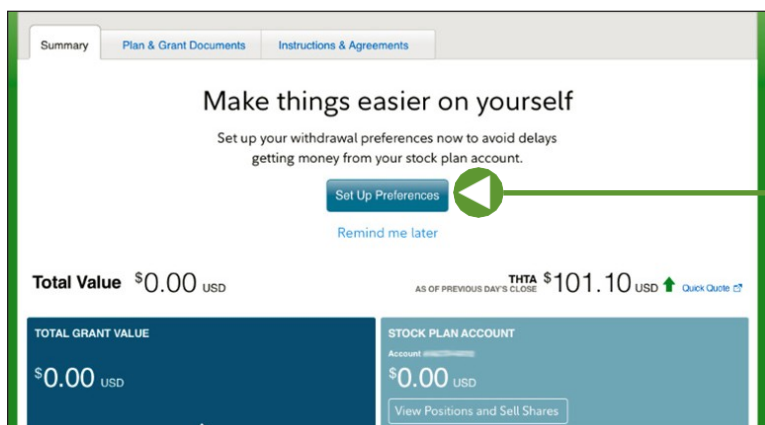 Summary
Plan & Grant Documents
Instructions & Agreements
Make things easier on yourself
Set up your withdrawal preferences now to avoid delays
getting money from your stock plan account.
Set Up Preferences
Remind me later
Total Value $0.00 USD
THTA $101.10 USD Quick Quote
AS OF PREVIOUS DAY'S CLOSE
TOTAL GRANT VALUE
$0.00 USD
STOCK PLAN ACCOUNT
Account
$0.00 USD
View Positions and Sell Shares